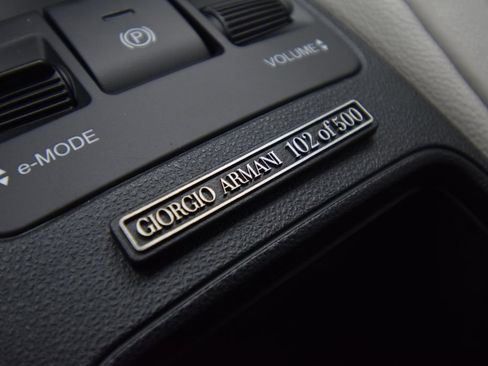 (P)
VOLUME
e-MODE
GIORGIO ARMANI 102 of 500